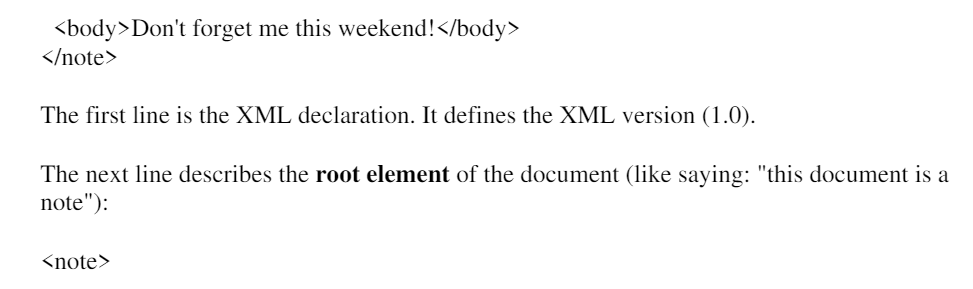 <body>Don't forget me this weekend!</body>
</note>
The first line is the XML declaration. It defines the XML version (1.0).
The next line describes the root element of the document (like saying: "this document is a
note"):
<note>